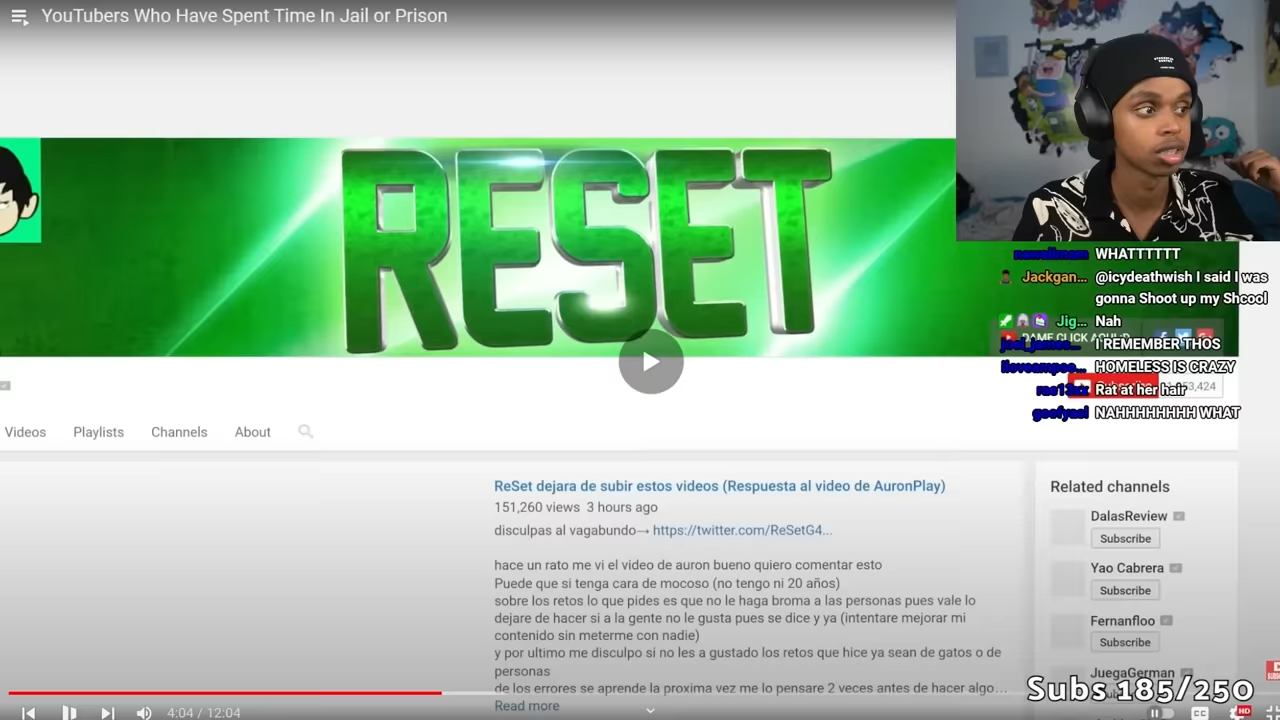 YouTubers Who Have Spent Time In Jail or Prison
RESET
WHATTTTTT
Jackgan... @icydeathwish I said I was
gonna Shoot up my Shcool
Jig... Nah
I REMEMBER THOS
HOMELESS IS CRAZY
Rat at her hair
NAHHHHHHHH WHAT
Videos Playlists Channels About
ReSet dejara de subir estos videos (Respuesta al video de AuronPlay)
151,260 views 3 hours ago
disculpas al vagabundo→ https://twitter.com/ReSetG4...
hace un rato me vi el video de auron bueno quiero comentar esto
Puede que si tenga cara de mocoso (no tengo ni 20 años)
sobre los retos lo que pides es que no le haga broma a las personas pues vale lo
dejare de hacer si a la gente no le gusta pues se dice y ya (intentare mejorar mi
contenido sin meterme con nadie)
y por ultimo me disculpo si no les a gustado los retos que hice ya sean de gatos o de
personas
de los errores se aprende la proxima vez me lo pensare 2 veces antes de hacer algo...
Read more
Related channels
DalasReview
Subscribe
Yao Cabrera
Subscribe
Fernanfloo
Subscribe
JuegaGerman
Subs 185/250
4:04 / 12:04
CC
HD